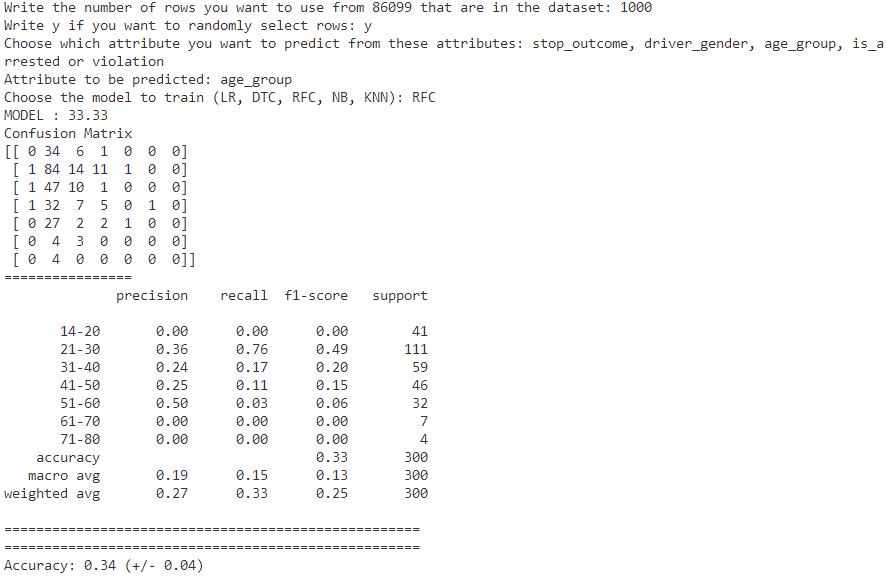 Write the number of rows you want to use from 86099 that are in the dataset: 1000
Write y if you want to randomly select rows: y
Choose which attribute you want to predict from these attributes: stop_outcome, driver_gender, age_group, is_a
rrested or violation
Attribute to be predicted: age_group
Choose the model to train (LR, DTC, RFC, NB, KNN): RFC
MODEL : 33.33
Confusion Matrix
[[ 0 34  6  1  0  0  0]
 [ 1 84 14 11  1  0  0]
 [ 1 47 10  1  0  0  0]
 [ 1 32  7  5  0  1  0]
 [ 0 27  2  2  1  0  0]
 [ 0  4  3  0  0  0  0]
 [ 0  4  0  0  0  0  0]]
================
              precision    recall  f1-score   support
       14-20       0.00      0.00      0.00        41
       21-30       0.36      0.76      0.49       111
       31-40       0.24      0.17      0.20        59
       41-50       0.25      0.11      0.15        46
       51-60       0.50      0.03      0.06        32
       61-70       0.00      0.00      0.00         7
       71-80       0.00      0.00      0.00         4
    accuracy                           0.33       300
   macro avg       0.19      0.15      0.13       300
weighted avg       0.27      0.33      0.25       300
====================================================
====================================================
Accuracy: 0.34 (+/- 0.04)